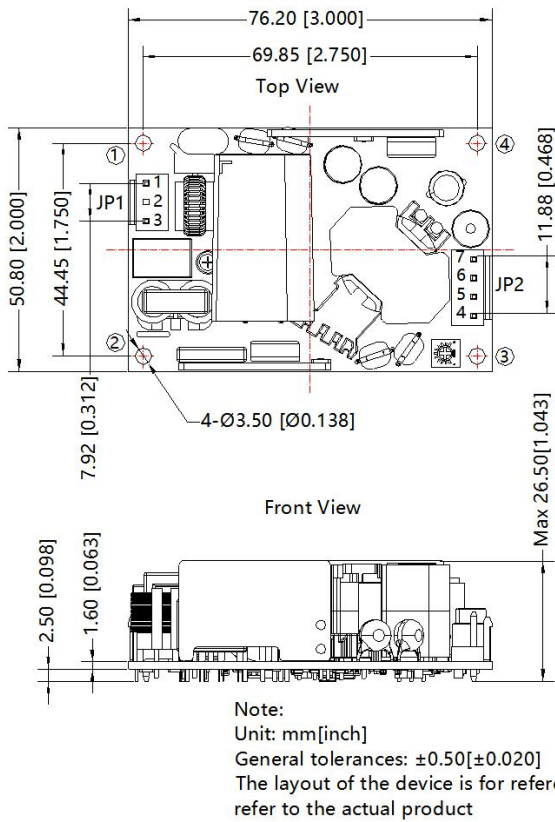 76.20 [3.000]
69.85 [2.750]
Top View
① ④
50.80 [2.000]
44.45 [1.750]
JP1
1
2
3
7.92 [0.312]
11.88 [0.468]
7
6
5
4
JP2
② ③
4-Ø3.50 [Ø0.138]
Front View
Max 26.50[1.043]
2.50 [0.098]
1.60 [0.063]
Note:
Unit: mm[inch]
General tolerances: ±0.50[±0.020]
The layout of the device is for
refer to the actual product